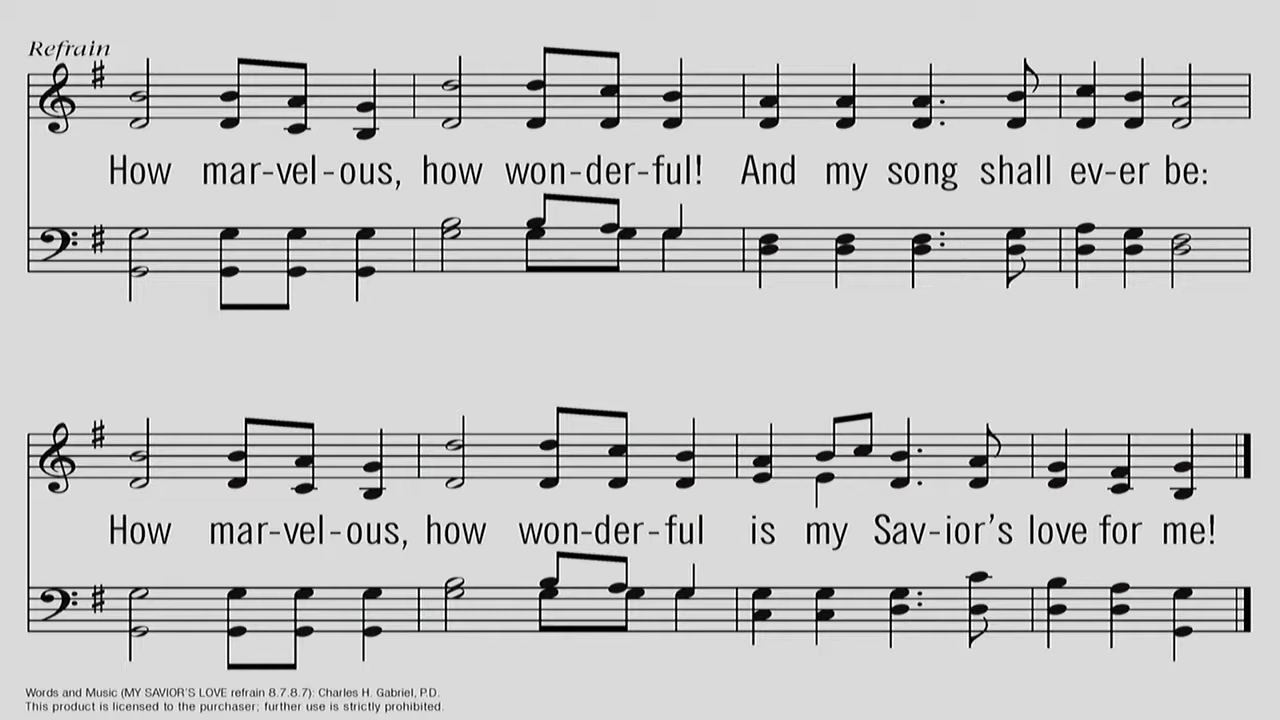 Refrain
How mar-vel-ous, how won-der-ful! And my song shall ev-er be:
How mar-vel-ous, how won-der-ful is my Sav-ior's love for me!
Words and Music (MY SAVIOR'S LOVE refrain 8.7.8.7): Charles H. Gabriel, P.D.
This product is licensed to the purchaser; further use is strictly prohibited.